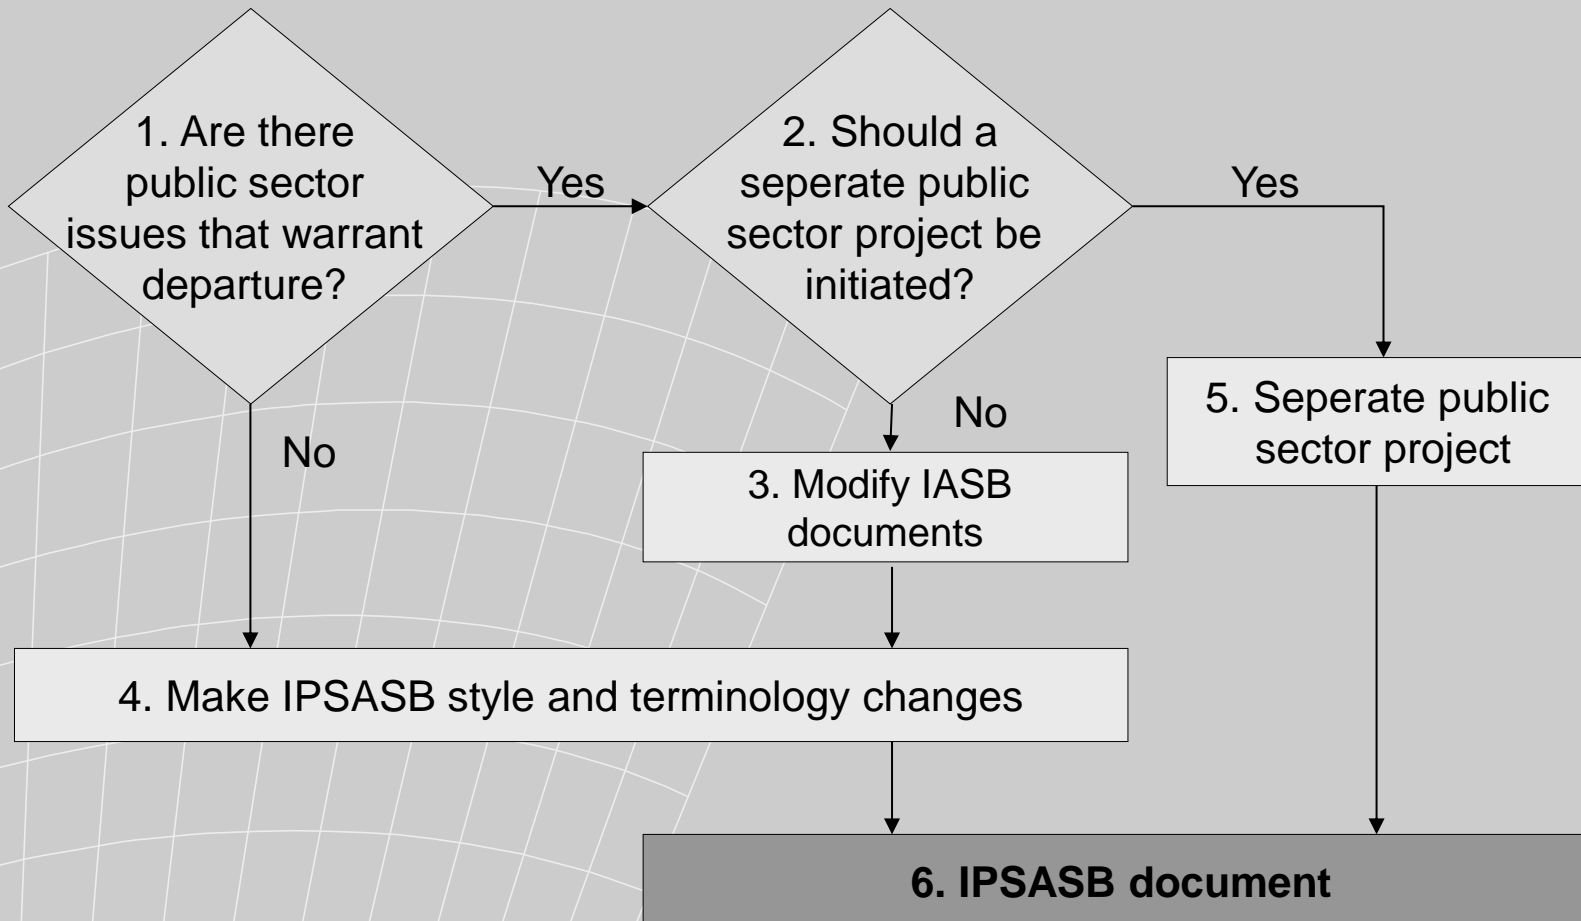 1. Are there
public sector
issues that warrant
departure?
Yes
2. Should a
seperate public
sector project be
initiated?
Yes
No
No
3. Modify IASB
documents
5. Seperate public
sector project
4. Make IPSASB style and terminology changes
6. IPSASB document